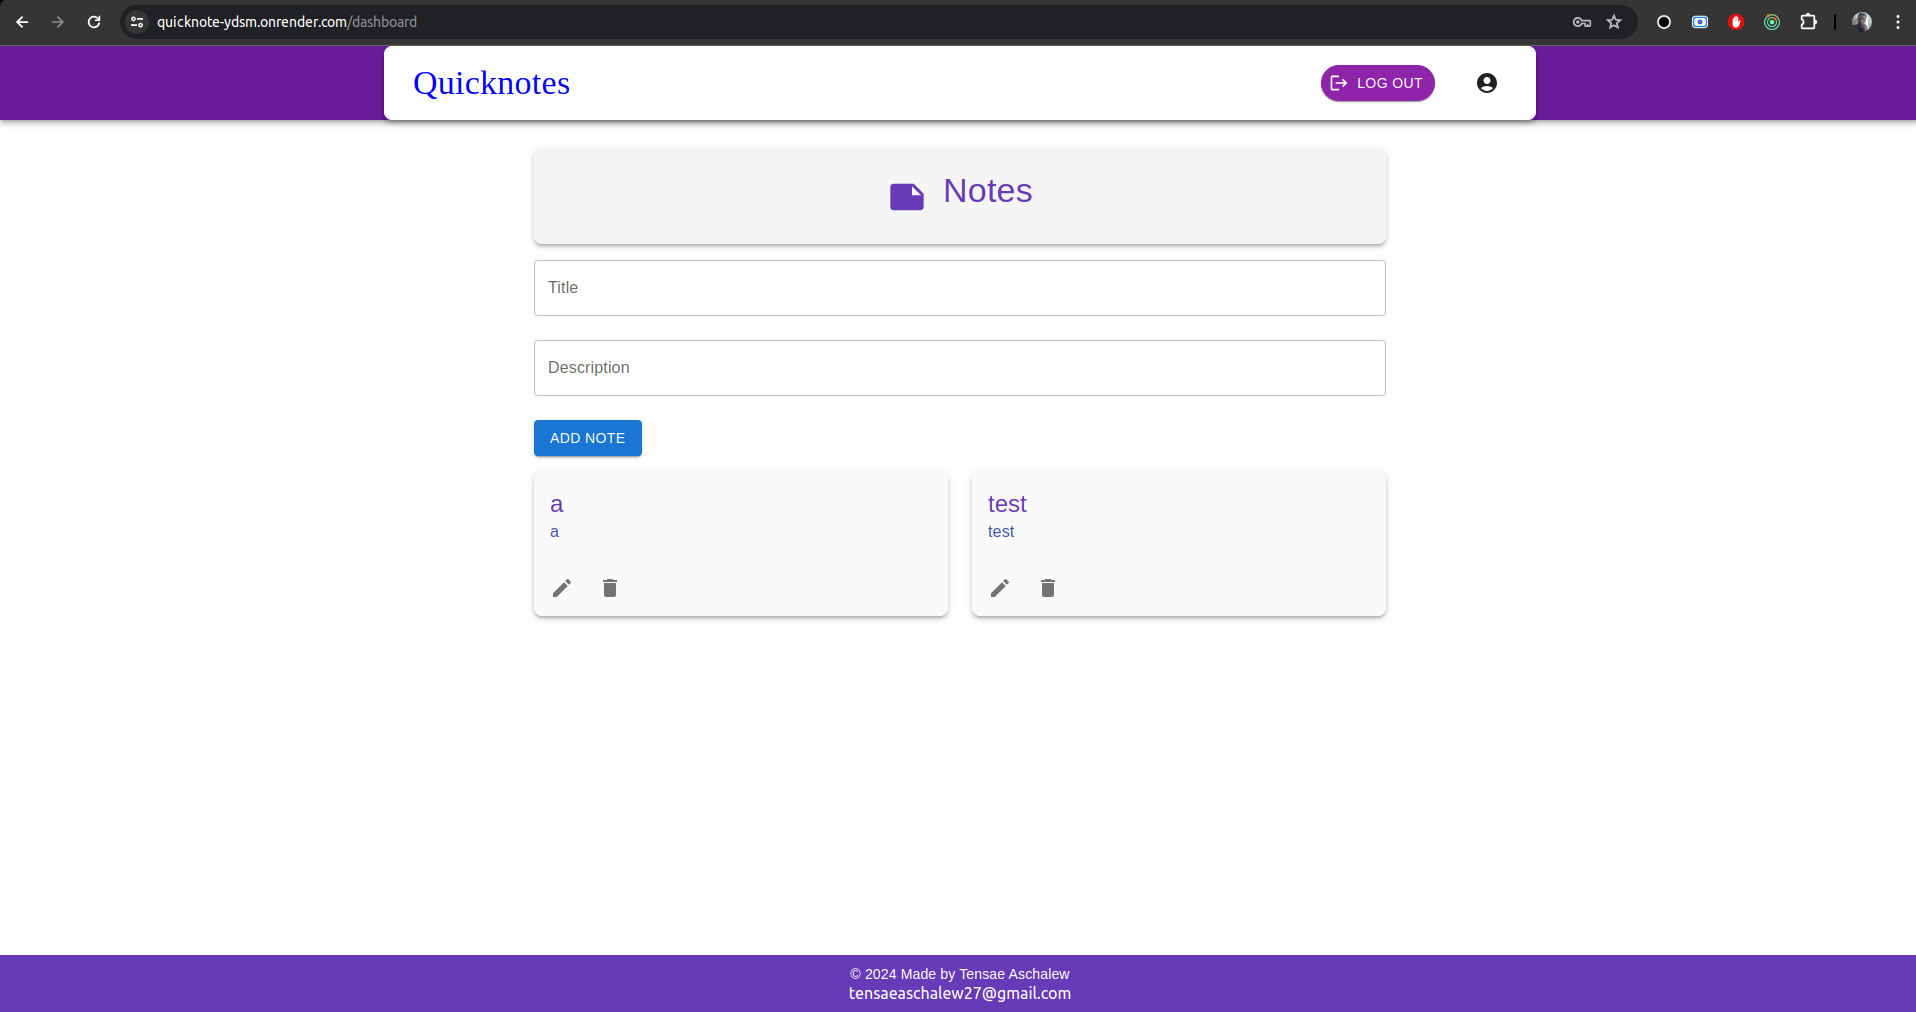 quicknote-ydsm.onrender.com/dashboard
Quicknotes
LOG OUT
Notes
Title
Description
ADD NOTE
a
a
test
test
© 2024 Made by Tensae Aschalew
tensaeaschalew27@gmail.com